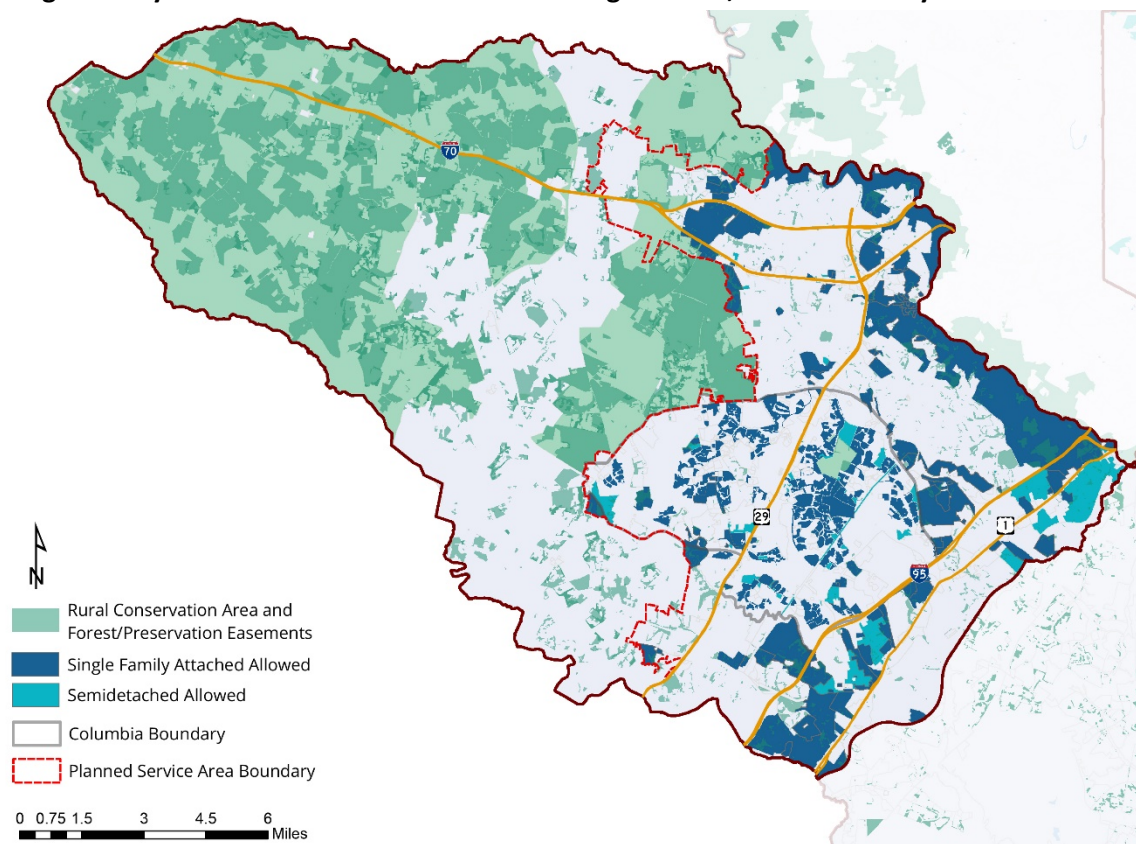 70
29
1
95
N
Rural Conservation Area and
Forest/Preservation Easements
Single Family Attached Allowed
Semidetached Allowed
Columbia Boundary
Planned Service Area Boundary
0 0.75 1.5 3 4.5 6
Miles